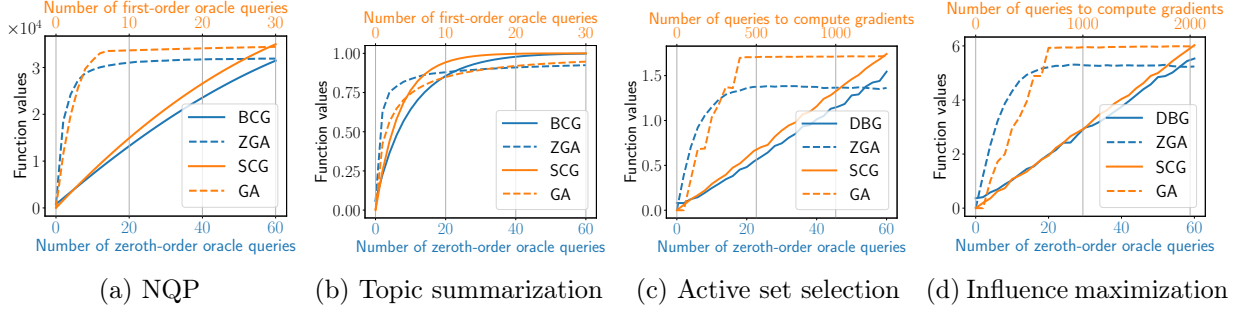 Number of first-order oracle queries
0 10 20 30
×10⁴
Function values
3
2
1
0
BCG
ZGA
SCG
GA
0 20 40 60
Number of zeroth-order oracle queries
(a) NQP
Number of first-order oracle queries
0 10 20 30
Function values
1.00
0.75
0.50
0.25
0.00
BCG
ZGA
SCG
GA
0 20 40 60
Number of zeroth-order oracle queries
(b) Topic summarization
Number of queries to compute gradients
0 500 1000
Function values
1.5
1.0
0.5
0.0
DBG
ZGA
SCG
GA
0 20 40 60
Number of zeroth-order oracle queries
(c) Active set selection
Number of queries to compute gradients
0 1000 2000
Function values
6
4
2
0
DBG
ZGA
SCG
GA
0 20 40 60
Number of zeroth-order oracle queries
(d) Influence maximization